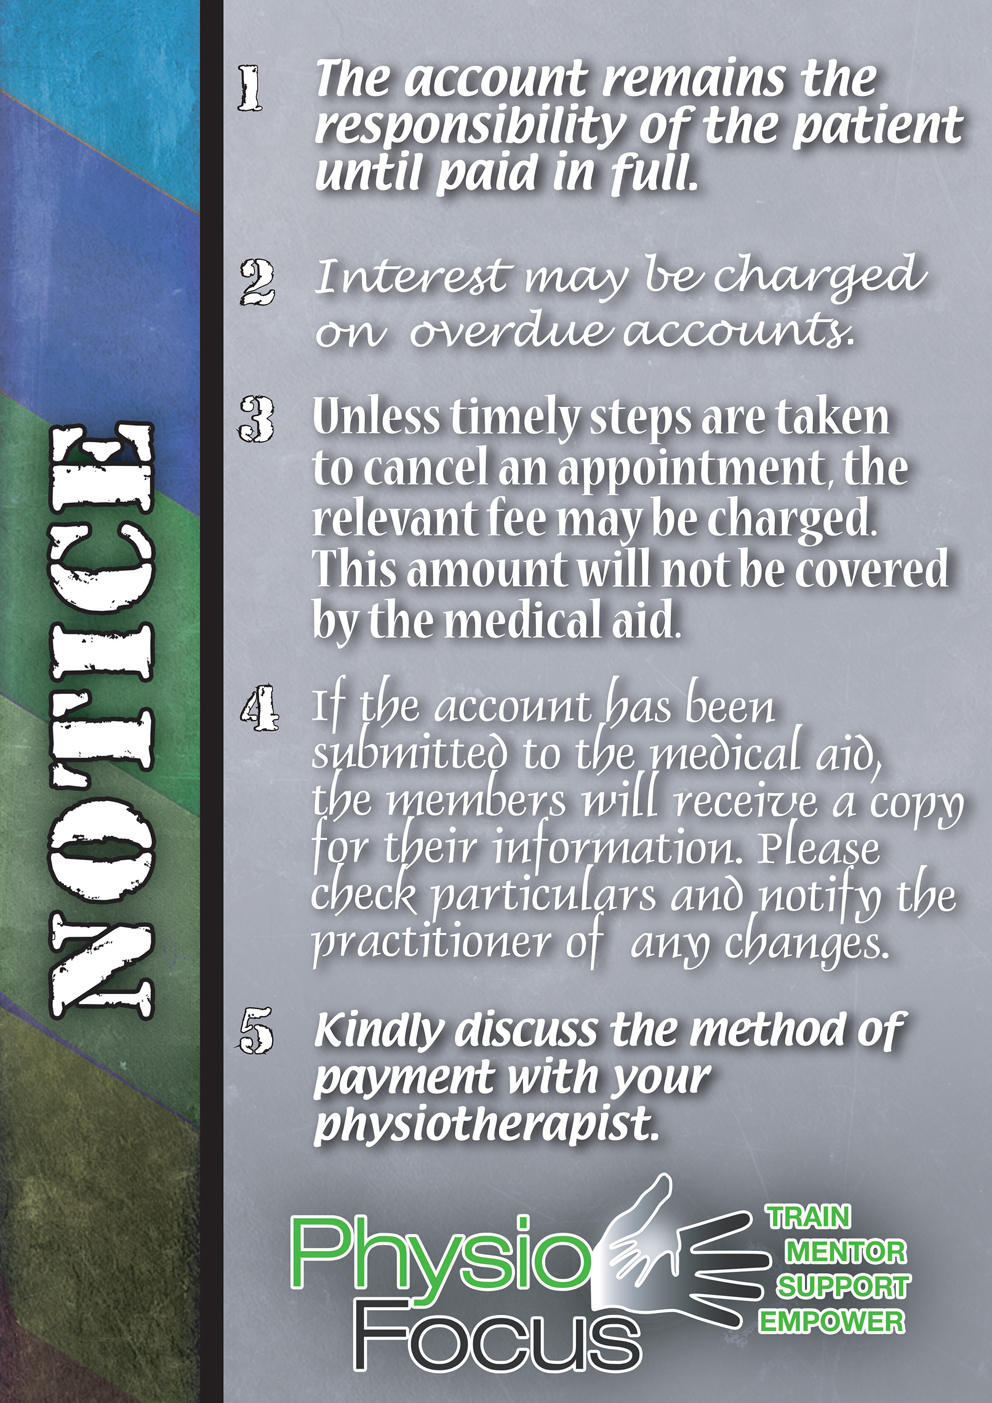 NOTICE
1 The account remains the
responsibility of the patient
until paid in full.
2 Interest may be charged
on overdue accounts.
3 Unless timely steps are taken
to cancel an appointment, the
relevant fee may be charged.
This amount will not be covered
by the medical aid.
4 If the account has been
submitted to the medical aid,
the members will receive a copy
for their information. Please
check particulars and notify the
practitioner of any changes.
5 Kindly discuss the method of
payment with your
physiotherapist.
Physio
Focus
TRAIN
MENTOR
SUPPORT
EMPOWER